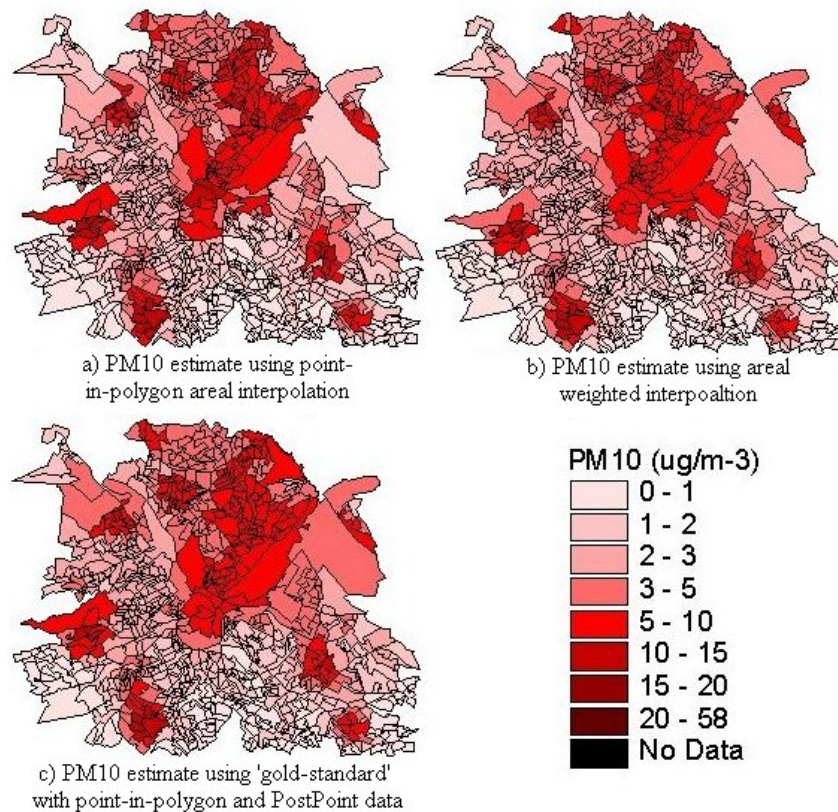 a) PM10 estimate using point-
in-polygon areal interpolation
b) PM10 estimate using areal
weighted interpoaltion
c) PM10 estimate using 'gold-standard'
with point-in-polygon and PostPoint data
PM10 (ug/m-3)
0 - 1
1 - 2
2 - 3
3 - 5
5 - 10
10 - 15
15 - 20
20 - 58
No Data